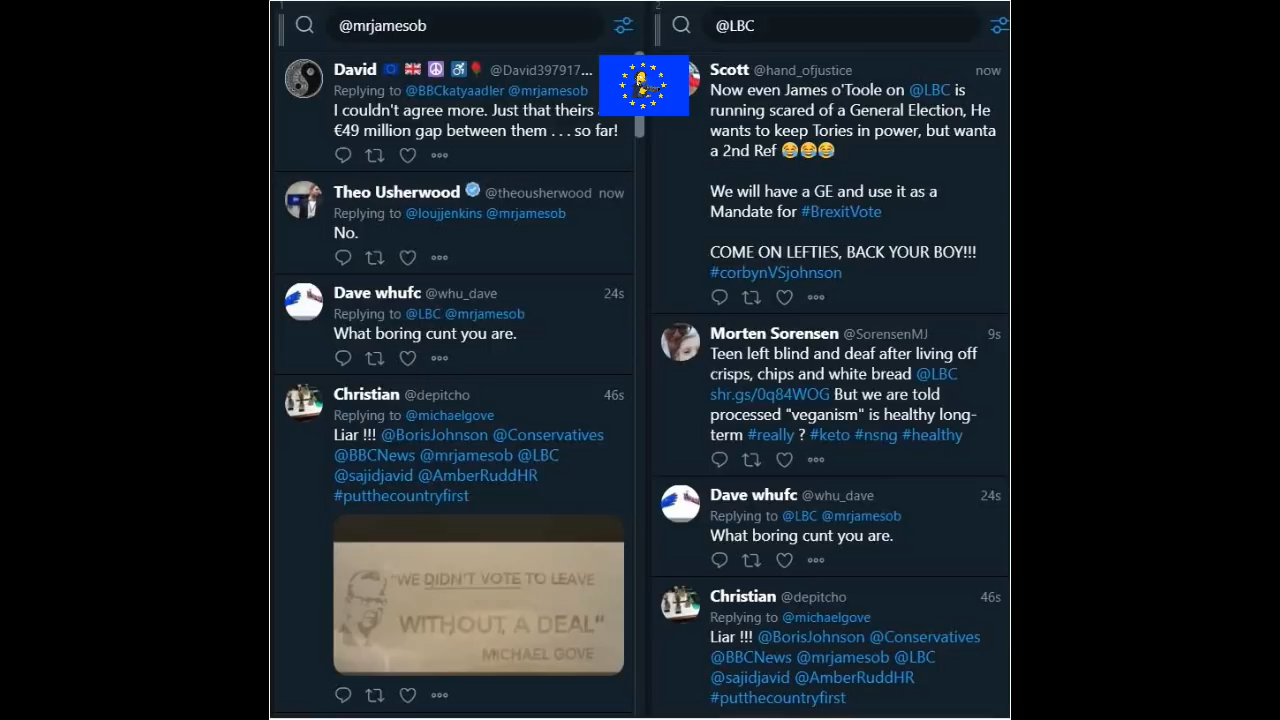 1
@mrjamesob
David @David397917...
Replying to @BBCkatyaadler @mrjamesob
I couldn't agree more. Just that theirs
€49 million gap between them . . . so far!
Theo Usherwood @theousherwood now
Replying to @loujjenkins @mrjamesob
No.
Dave whufc @whu_dave 24s
Replying to @LBC @mrjamesob
What boring cunt you are.
Christian @depitcho 46s
Replying to @michaelgove
Liar !!! @BorisJohnson @Conservatives
@BBCNews @mrjamesob @LBC
@sajidjavid @AmberRuddHR
#putthecountryfirst
"WE DIDN'T VOTE TO LEAVE
WITHOUT, A DEAL"
MICHAEL GOVE
2
@LBC
Scott @hand_ofjustice now
Now even James o'Toole on @LBC is
running scared of a General Election, He
wants to keep Tories in power, but wanta
a 2nd Ref 😂😂😂
We will have a GE and use it as a
Mandate for #BrexitVote
COME ON LEFTIES, BACK YOUR BOY!!!
#corbynVSjohnson
Morten Sorensen @SorensenMJ 9s
Teen left blind and deaf after living off
crisps, chips and white bread @LBC
shr.gs/0q84WOG But we are told
processed "veganism" is healthy long-
term #really ? #keto #nsng #healthy
Dave whufc @whu_dave 24s
Replying to @LBC @mrjamesob
What boring cunt you are.
Christian @depitcho 46s
Replying to @michaelgove
Liar !!! @BorisJohnson @Conservatives
@BBCNews @mrjamesob @LBC
@sajidjavid @AmberRuddHR
#putthecountryfirst